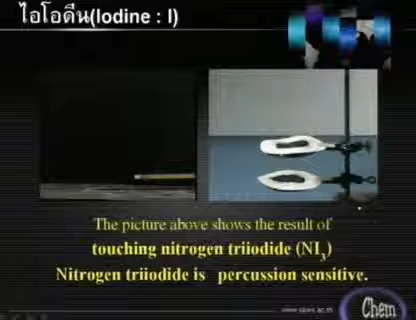 ไอโอดีน(Iodine : I)
The picture above shows the result of
touching nitrogen triiodide (NI3)
Nitrogen triiodide is percussion sensitive.
Chem